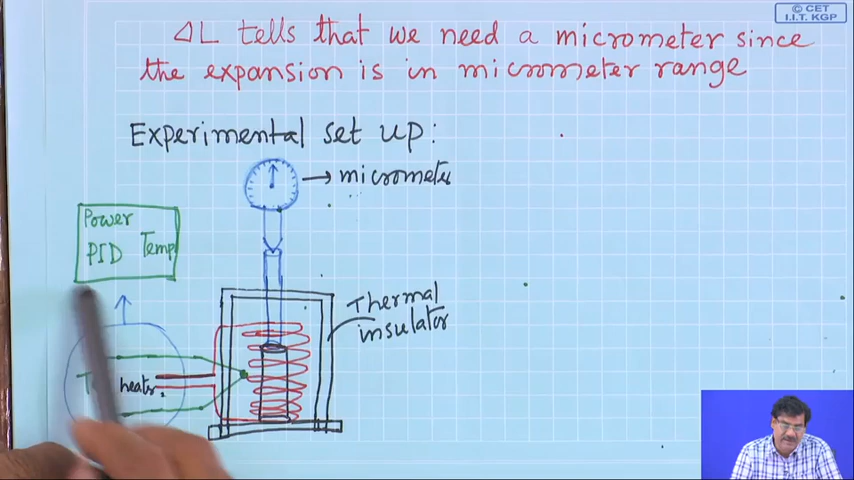 © CET
I.I.T. KGP
ΔL tells that we need a micrometer since
the expansion is in micrometer range
Experimental set up:
→ micrometer
Power
PID Temp
Thermal
insulator
heater.